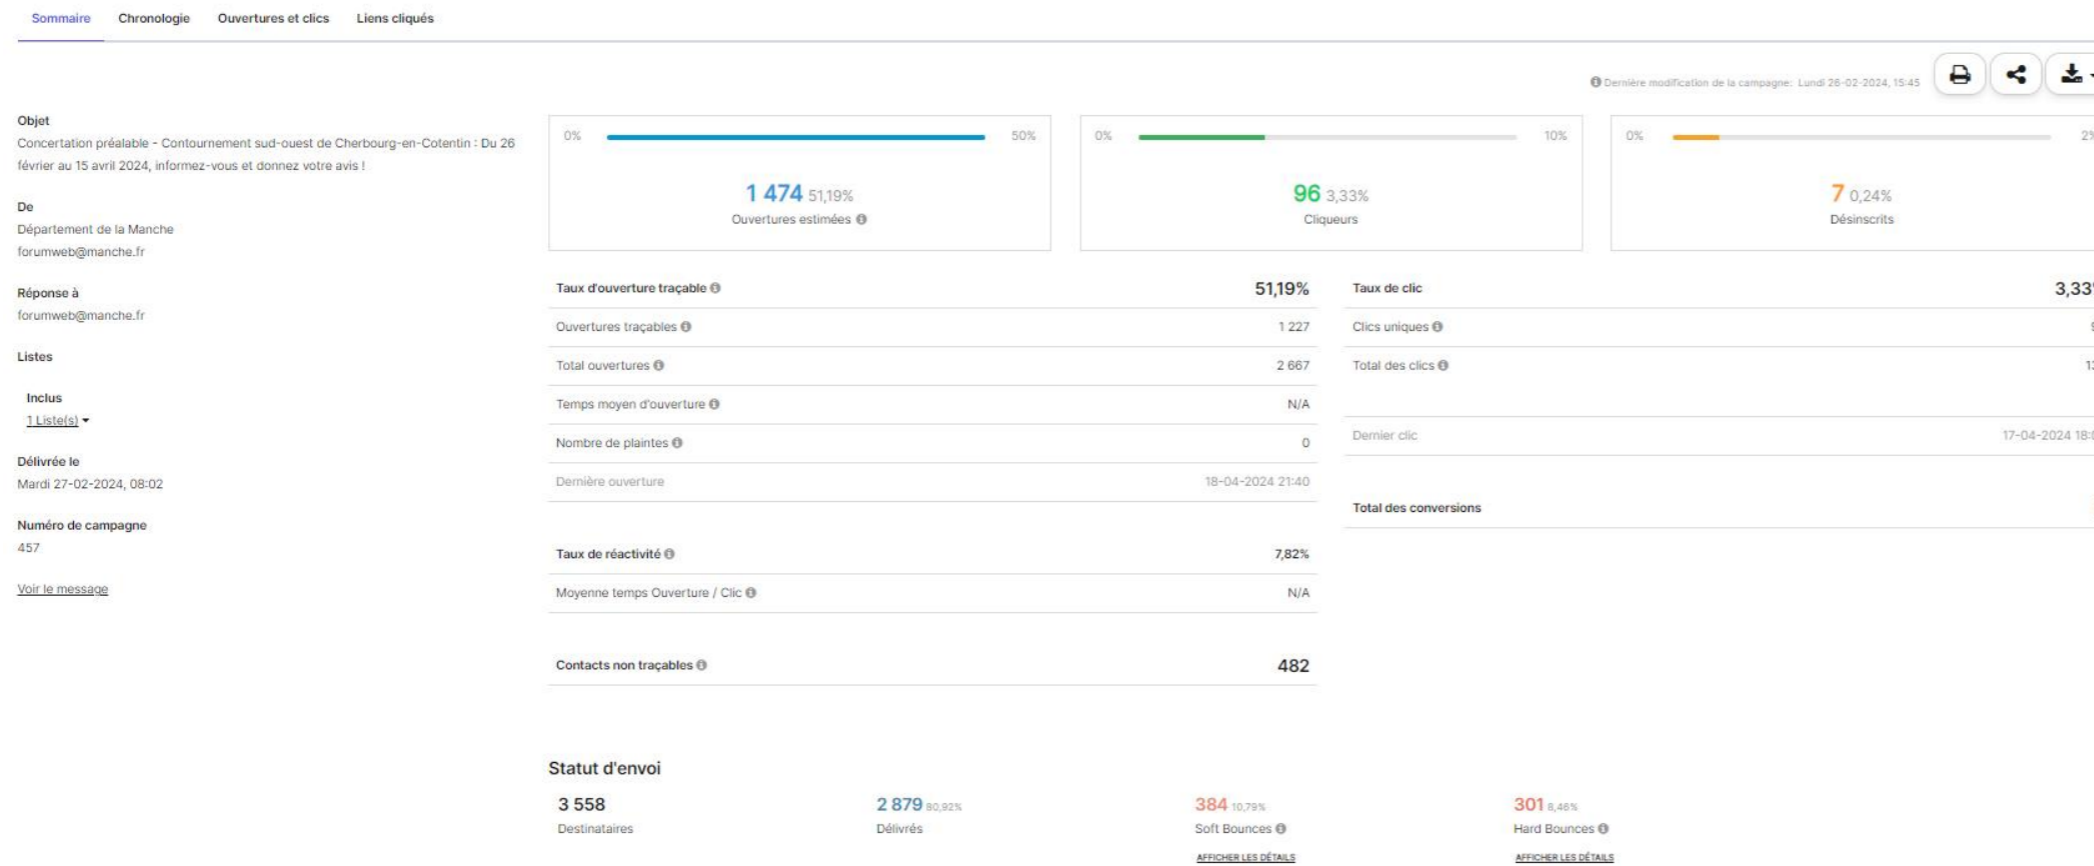 Sommaire Chronologie Ouvertures et clics Liens cliqués
Dernière modification de la campagne: Lundi 26-02-2024, 15:45
Objet
Concertation préalable - Contournement sud-ouest de Cherbourg-en-Cotentin : Du 26
février au 15 avril 2024, informez-vous et donnez votre avis !
De
Département de la Manche
forumweb@manche.fr
Réponse à
forumweb@manche.fr
Listes
Inclus
1 Liste(s)
Délivrée le
Mardi 27-02-2024, 08:02
Numéro de campagne
457
Voir le message
0% 50%
1 474 51,19%
Ouvertures estimées
0% 10%
96 3,33%
Cliqueurs
0% 2%
7 0,24%
Désinscrits
Taux d'ouverture traçable 51,19%
Ouvertures traçables 1 227
Total ouvertures 2 667
Temps moyen d'ouverture N/A
Nombre de plaintes 0
Dernière ouverture 18-04-2024 21:40
Taux de réactivité 7,82%
Moyenne temps Ouverture / Clic N/A
Contacts non traçables 482
Taux de clic 3,33%
Clics uniques
Total des clics
Dernier clic 17-04-2024
Total des conversions
Statut d'envoi
3 558 2 879 80,92% 384 10,79% 301 8,46%
Destinataires Délivrés Soft Bounces Hard Bounces
AFFICHER LES DÉTAILS AFFICHER LES DÉTAILS